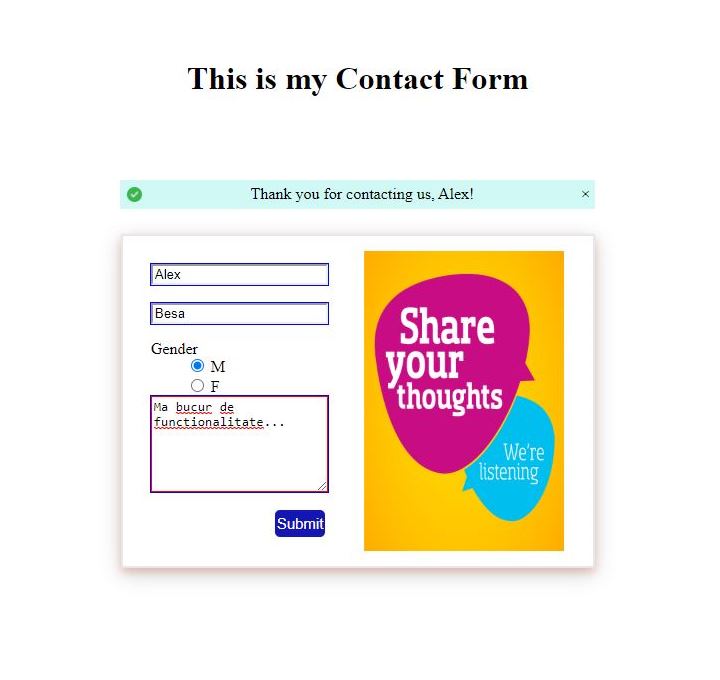 This is my Contact Form
Thank you for contacting us, Alex!
×
Alex
Besa
Gender
M
F
Ma bucur de
functionalitate...
Submit
Share
your
thoughts
We're
listening